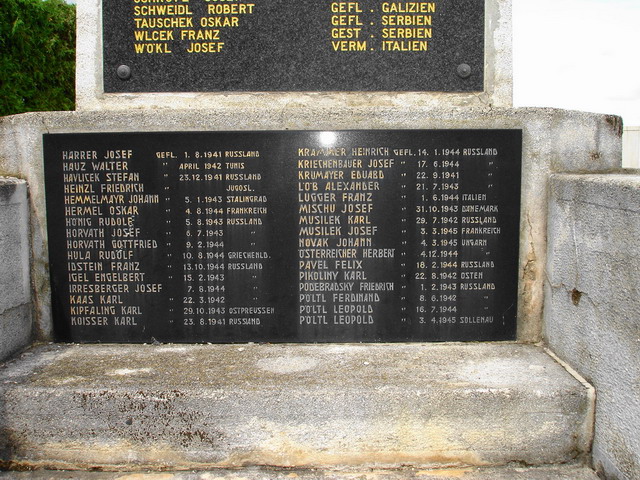 SCHWEIDL ROBERT GEFL. GALIZIEN
TAUSCHEK OSKAR GEFL. SERBIEN
WLCEK FRANZ GEST. SERBIEN
WÖKL JOSEF VERM. ITALIEN
HARRER JOSEF GEFL. 1. 8.1941 RUSSLAND
HAUZ WALTER " APRIL 1942 TUNIS
HAVLICEK STEFAN " 23.12.1941 RUSSLAND
HEINZL FRIEDRICH " JUGOSL.
HEMMELMAYR JOHANN " 5. 1.1943 STALINGRAD
HERMEL OSKAR " 4. 8.1944 FRANKREICH
HÖNIG RUDOLF " 5. 8.1943 RUSSLAND
HORVATH JOSEF " 6. 7.1943 "
HORVATH GOTTFRIED " 9. 2.1944 "
HULA RUDOLF " 10. 8.1944 GRIECHENLD.
IDSTEIN FRANZ " 13.10.1944 RUSSLAND
IGEL ENGELBERT " 15. 2.1943 "
IRRESBERGER JOSEF " 7. 8.1944 "
KAAS KARL " 22. 3.1942 "
KIPFALING KARL " 29.10.1943 OSTPREUSSEN
KOISSER KARL " 23. 8.1941 RUSSLAND
KRAMMER HEINRICH GEFL. 14. 1.1944 RUSSLAND
KRIECHENBAUER JOSEF " 17. 6.1944 "
KRUMAYER EDUARD " 22. 9.1941 "
LÖB ALEXANDER " 21. 7.1943 "
LUGGER FRANZ " 1. 6.1944 ITALIEN
MISCHU JOSEF " 31.10.1943 DÄNEMARK
MUSILEK KARL " 29. 7.1942 RUSSLAND
MUSILEK JOSEF " 3. 3.1945 FRANKREICH
NOVAK JOHANN " 4. 3.1945 UNGARN
ÖSTERREICHER HERBERT " 4.12.1944 "
PAVEL FELIX " 16. 2.1944 RUSSLAND
PIKOLINY KARL " 22. 8.1942 OSTEN
PODEBRADSKY FRIEDRICH " 1. 2.1943 RUSSLAND
PÖLTL FERDINAND " 8. 6.1942 "
PÖLTL LEOPOLD " 16. 7.1944 "
PÖLTL LEOPOLD " 3. 4.1945 SOLLENAU